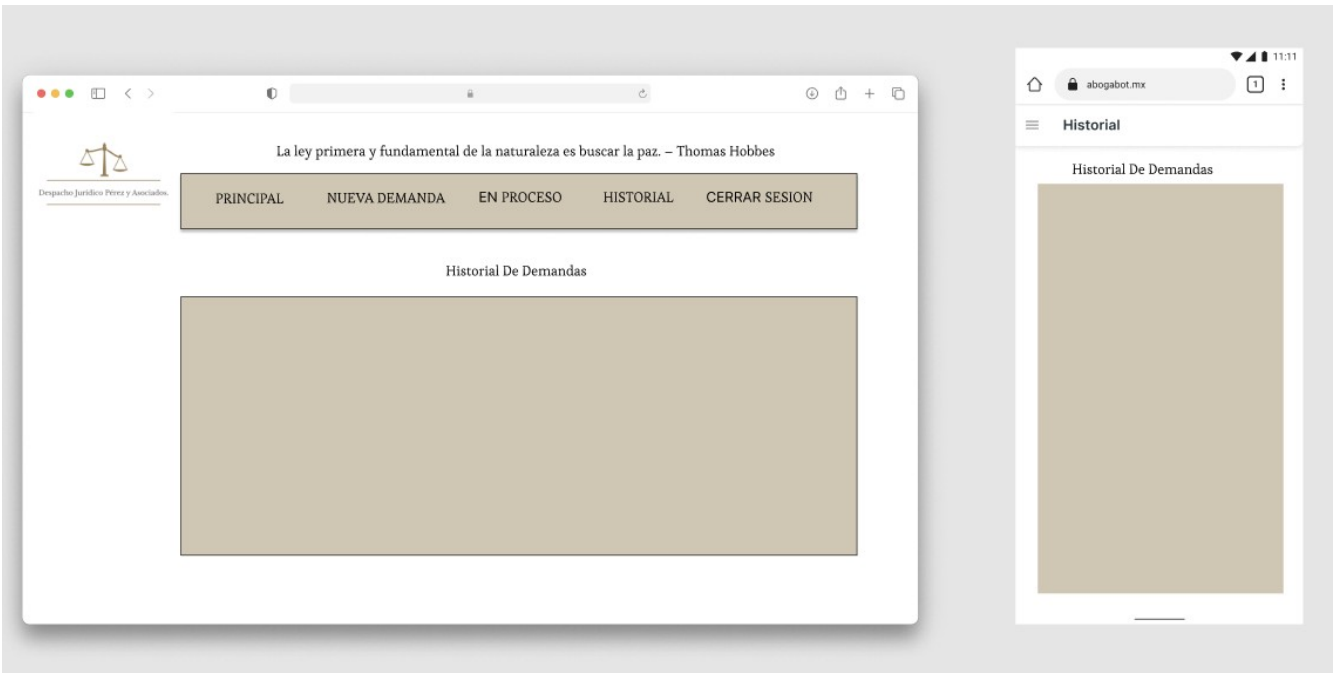 La ley primera y fundamental de la naturaleza es buscar la paz. – Thomas Hobbes
Despacho Jurídico Pérez y Asociados.
PRINCIPAL NUEVA DEMANDA EN PROCESO HISTORIAL CERRAR SESION
Historial De Demandas
11:11
abogabot.mx 1
Historial
Historial De Demandas